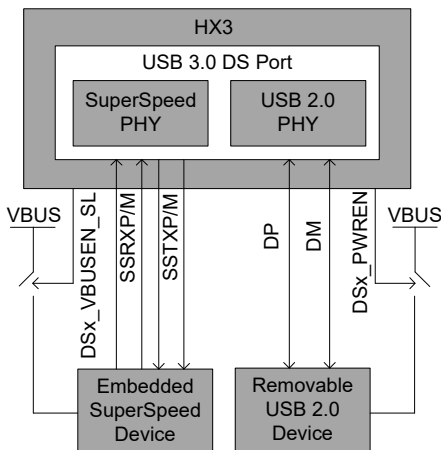 HX3
USB 3.0 DS Port
SuperSpeed
PHY
USB 2.0
PHY
VBUS
DSx_VBUSEN_SL
SSRXP/M
SSTXP/M
DP
DM
DSx_PWREN
VBUS
Embedded
SuperSpeed
Device
Removable
USB 2.0
Device